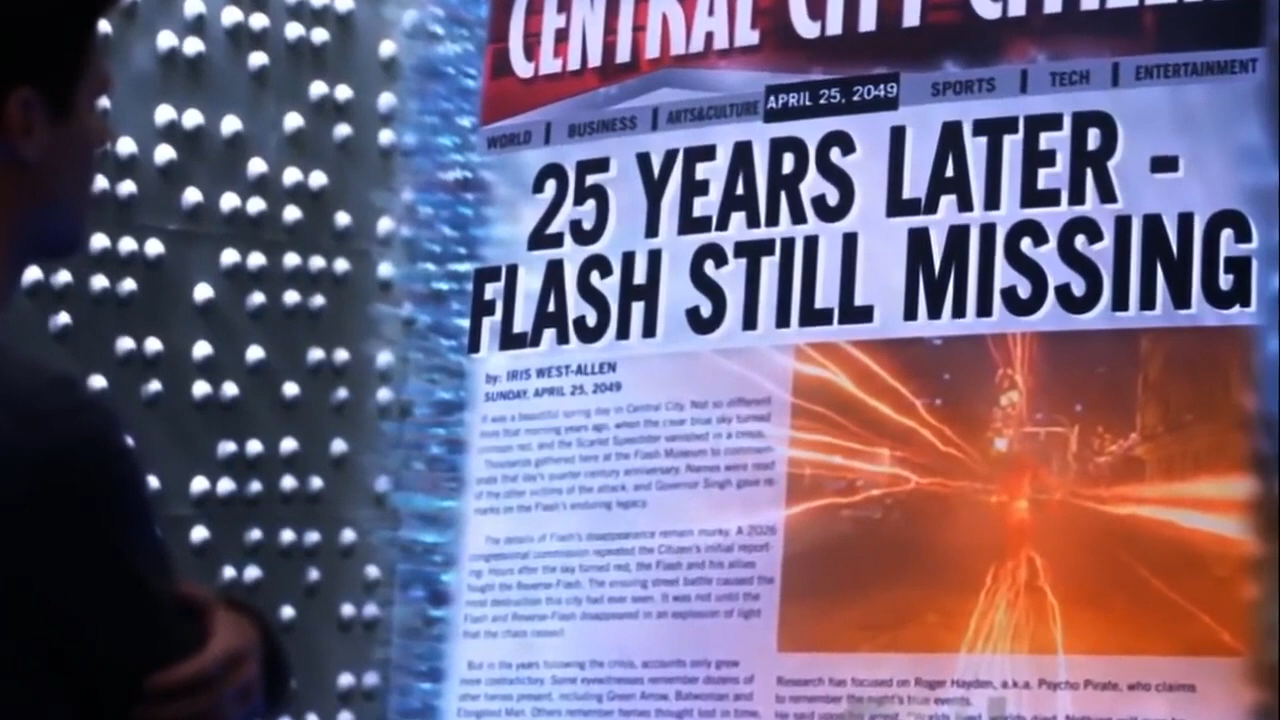 CENTRAL CITY CITIZEN
WORLD | BUSINESS | ARTS&CULTURE APRIL 25, 2049 SPORTS | TECH | ENTERTAINMENT
25 YEARS LATER -
FLASH STILL MISSING
by: IRIS WEST-ALLEN
SUNDAY, APRIL 25, 2049
It was a beautiful spring day in Central City. Not so different
that morning years ago, when the clear blue sky turned
crimson red, and the Scarlet Speedster vanished in a crisis.
Thousands gathered here at the Flash Museum to commem-
orate that day's quarter century anniversary. Names were read
of the other victims of the attack, and Governor Singh gave re-
marks on the Flash's enduring legacy.
The details of Flash's disappearance remain murky. A 2026
congressional commission repeated the Citizen's initial report-
ing: Hours after the sky turned red, the Flash and his allies
fought the Reverse-Flash. The ensuing street battle caused the
most destruction this city had ever seen. It was not until the
Flash and Reverse-Flash disappeared in an explosion of light
that the chaos ceased.
But in the years following the crisis, accounts only grew
more contradictory. Some eyewitnesses remember dozens of
other heroes present, including Green Arrow, Batwoman and
Elongated Man. Others remember heroes thought lost in time,
Research has focused on Roger Hayden, a.k.a. Psycho Pirate, who claims
to remember the night's true events.
He said upon his arrest, "Worlds lived, worlds died.